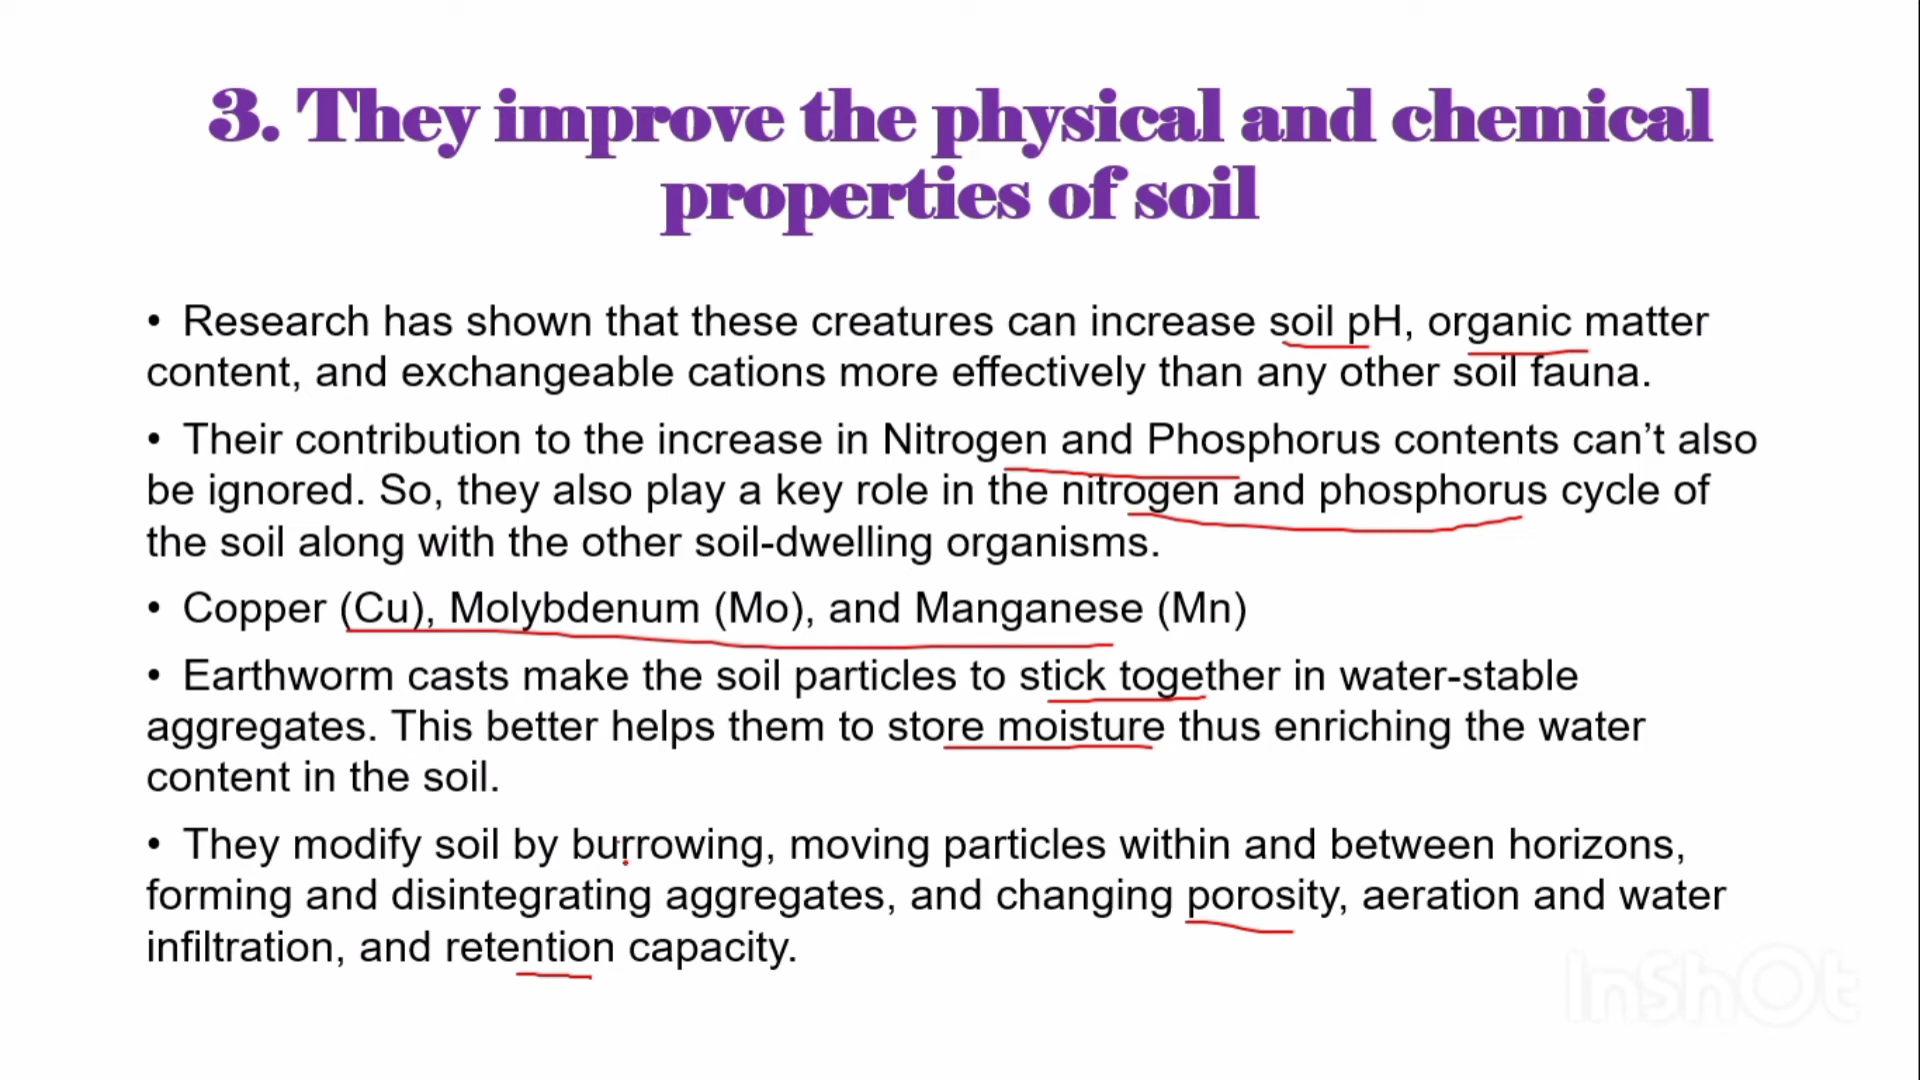 3. They improve the physical and chemical
properties of soil
• Research has shown that these creatures can increase soil pH, organic matter
content, and exchangeable cations more effectively than any other soil fauna.
• Their contribution to the increase in Nitrogen and Phosphorus contents can’t also
be ignored. So, they also play a key role in the nitrogen and phosphorus cycle of
the soil along with the other soil-dwelling organisms.
• Copper (Cu), Molybdenum (Mo), and Manganese (Mn)
• Earthworm casts make the soil particles to stick together in water-stable
aggregates. This better helps them to store moisture thus enriching the water
content in the soil.
• They modify soil by burrowing, moving particles within and between horizons,
forming and disintegrating aggregates, and changing porosity, aeration and water
infiltration, and retention capacity.
InShOt